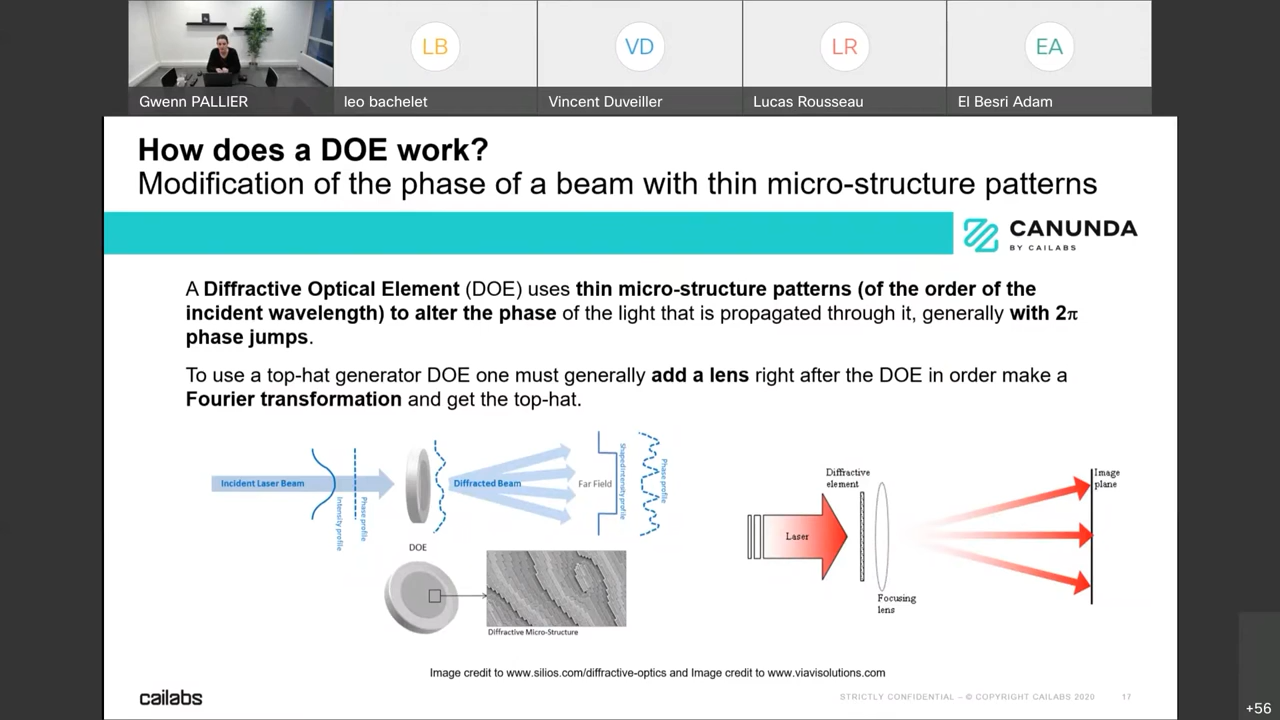 LB
VD
LR
EA
Gwenn PALLIER
leo bachelet
Vincent Duveiller
Lucas Rousseau
El Besri Adam
How does a DOE work?
Modification of the phase of a beam with thin micro-structure patterns
CANUNDA
BY CAILABS
A Diffractive Optical Element (DOE) uses thin micro-structure patterns (of the order of the
incident wavelength) to alter the phase of the light that is propagated through it, generally with 2π
phase jumps.
To use a top-hat generator DOE one must generally add a lens right after the DOE in order make a
Fourier transformation and get the top-hat.
Incident Laser Beam
Intensity profile
Phase profile
DOE
Diffracted Beam
Far Field
Shaped intensity profile
Phase profile
Diffractive Micro-Structure
Laser
Diffractive
element
Focusing
lens
Image
plane
Image credit to www.silios.com/diffractive-optics and Image credit to www.viavisolutions.com
cailabs
STRICTLY CONFIDENTIAL – © COPYRIGHT CAILABS 2020
17
+56